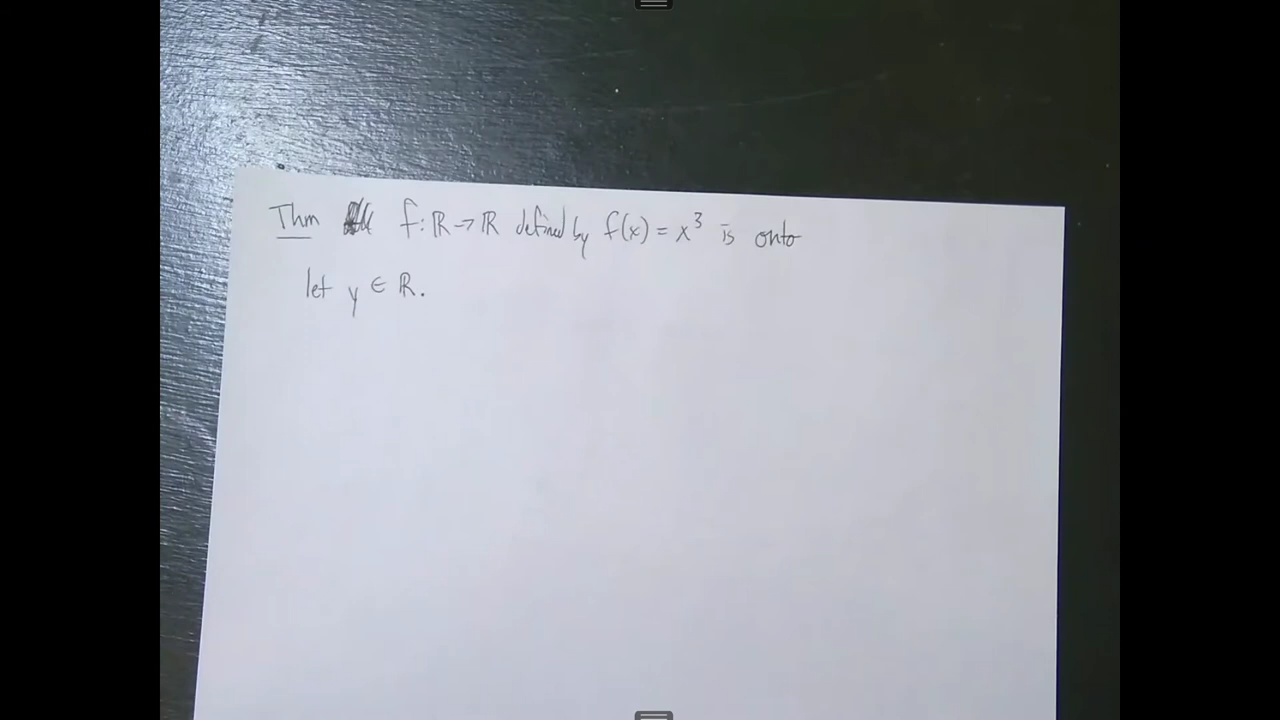 Thm f: ℝ → ℝ defined by f(x) = x³ is onto
let y ∈ ℝ.